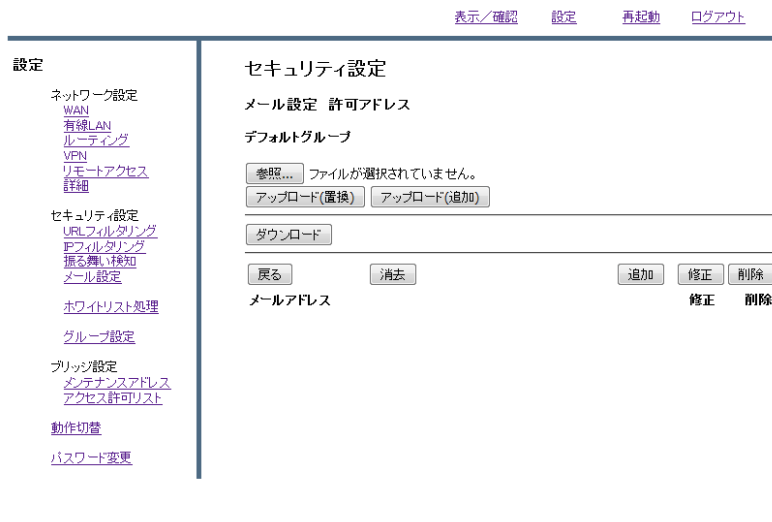 表示／確認 設定 再起動 ログアウト
設定
ネットワーク設定
WAN
有線LAN
ルーティング
VPN
リモートアクセス
詳細
セキュリティ設定
URLフィルタリング
IPフィルタリング
振る舞い検知
メール設定
ホワイトリスト処理
グループ設定
ブリッジ設定
メンテナンスアドレス
アクセス許可リスト
動作切替
パスワード変更
セキュリティ設定
メール設定 許可アドレス
デフォルトグループ
参照... ファイルが選択されていません。
アップロード(置換) アップロード(追加)
ダウンロード
戻る 消去 追加 修正 削除
メールアドレス 修正 削除